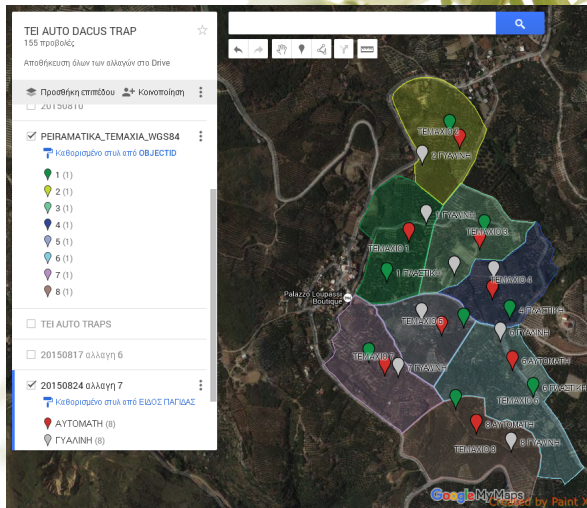 TEI AUTO DACUS TRAP
155 προβολές
Αποθήκευση όλων των αλλαγών στο Drive
Προσθήκη επιπέδου Κοινοποίηση
20150810
PEIRAMATIKA_TEMAXIA_WGS84
Καθορισμένο στυλ από OBJECTID
1 (1)
2 (1)
3 (1)
4 (1)
5 (1)
6 (1)
7 (1)
8 (1)
TEI AUTO TRAPS
20150817 αλλαγη 6
20150824 αλλαγη 7
Καθορισμένο στυλ από ΕΙΔΟΣ ΠΑΓΙΔΑΣ
ΑΥΤΟΜΑΤΗ (8)
ΓΥΑΛΙΝΗ (8)
ΤΕΜΑΧΙΟ 2
2 ΓΥΑΛΙΝΗ
1 ΓΥΑΛΙΝΗ
ΤΕΜΑΧΙΟ 3
ΤΕΜΑΧΙΟ 1
1 ΠΛΑΣΤΙΚΗ
ΤΕΜΑΧΙΟ 4
Palazzo Loupassi
Boutique
4 ΠΛΑΣΤΙΚΗ
ΤΕΜΑΧΙΟ 5
6 ΓΥΑΛΙΝΗ
ΤΕΜΑΧΙΟ 7
7 ΓΥΑΛΙΝΗ
6 ΑΥΤΟΜΑΤΗ
6 ΠΛΑΣΤΙΚΗ
ΤΕΜΑΧΙΟ 6
8 ΑΥΤΟΜΑΤΗ
8 ΓΥΑΛΙΝΗ
ΤΕΜΑΧΙΟ 8
Google My Maps
Created by Paint X